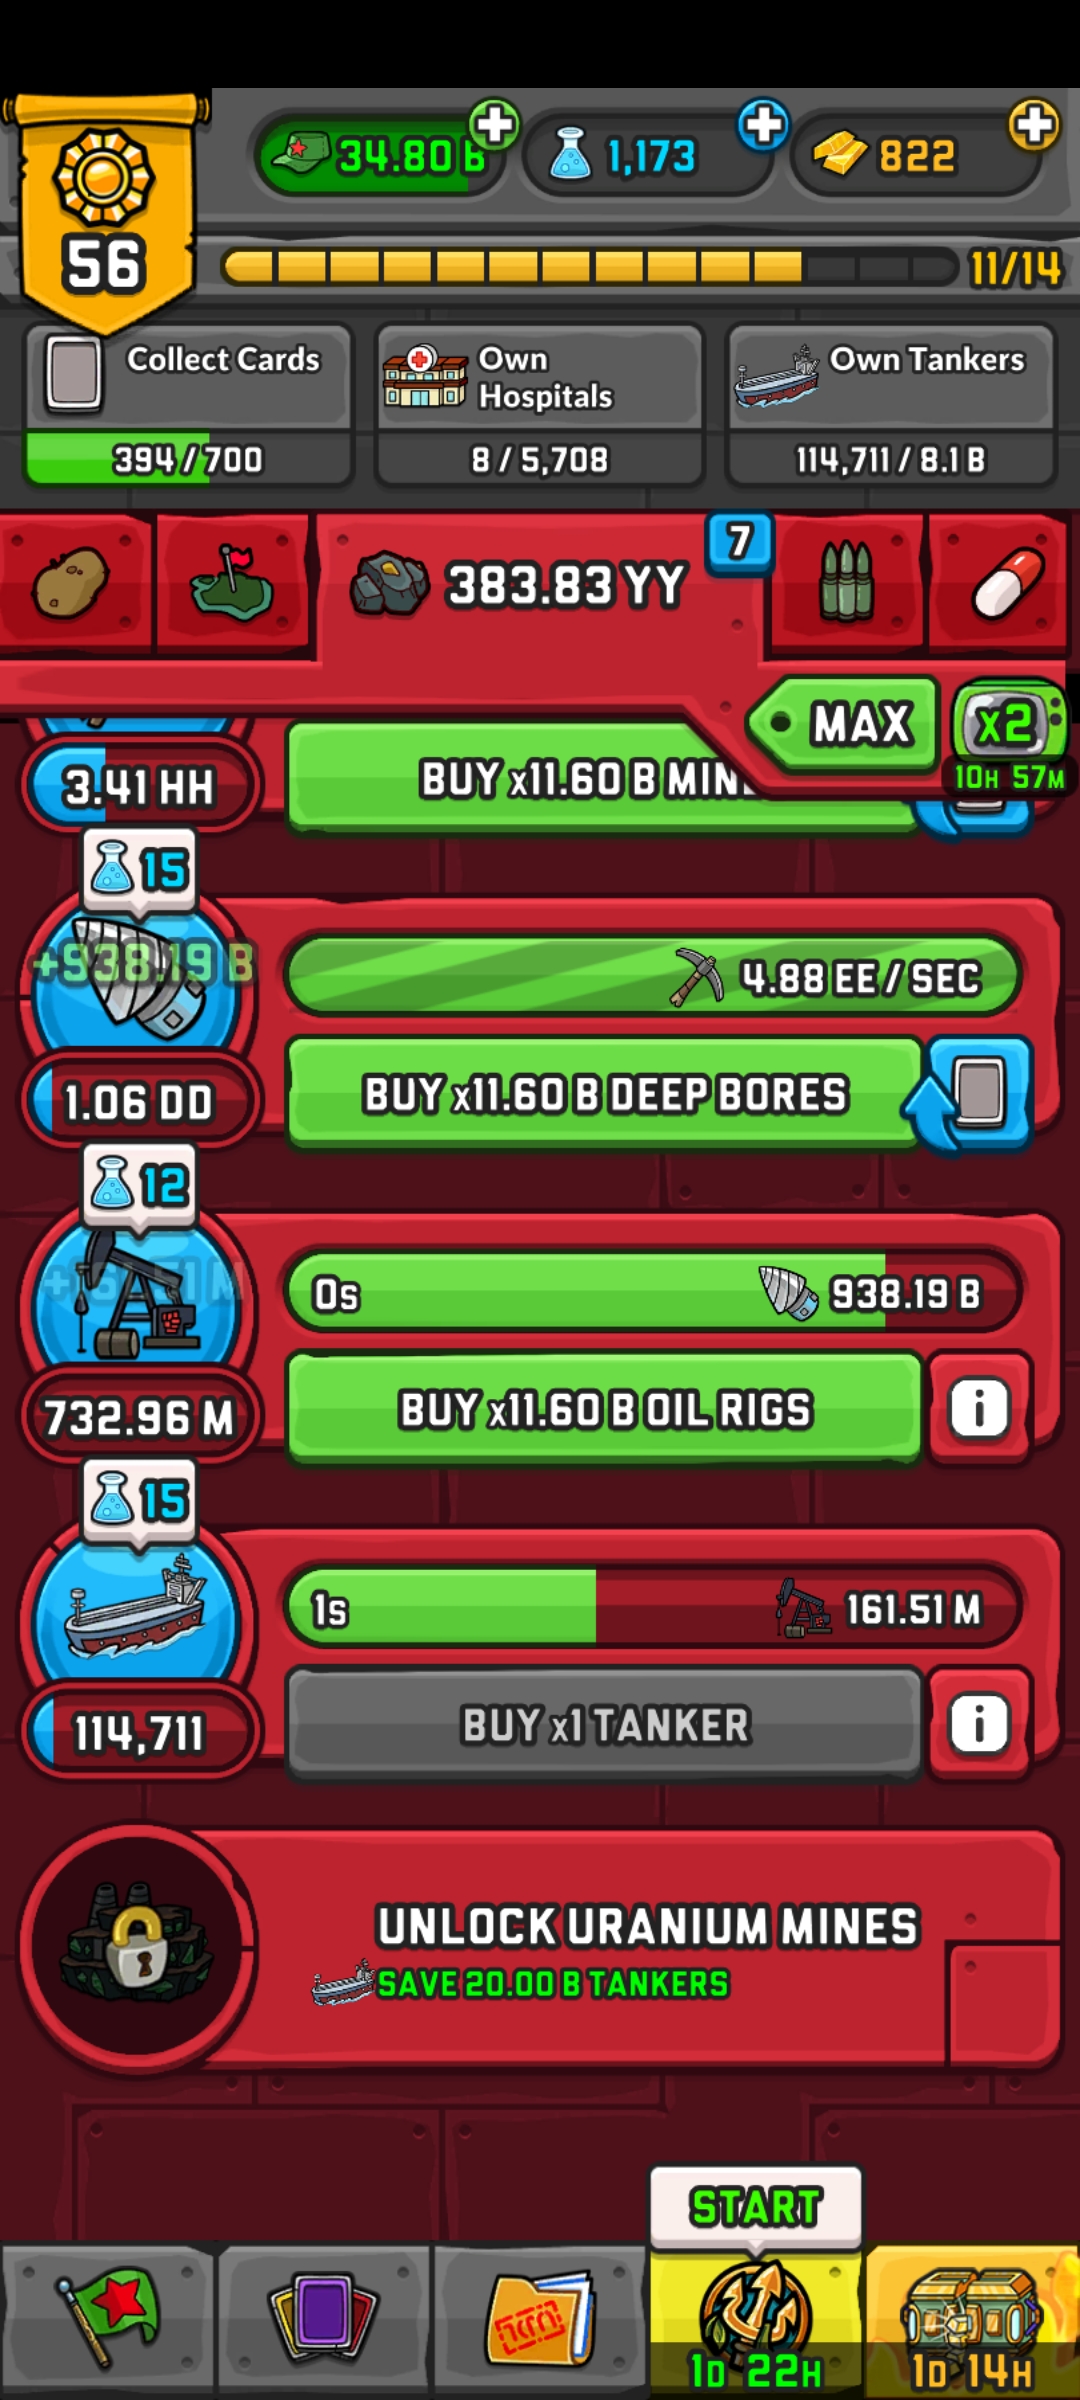 56
34.80 B
1,173
822
11/14
Collect Cards
394 / 700
Own
Hospitals
8 / 5,708
Own Tankers
114,711 / 8.1 B
383.83 YY
7
MAX
x2
10H 57M
3.41 HH
BUY x11.60 B MIN
15
+938.19 B
4.88 EE / SEC
1.06 DD
BUY x11.60 B DEEP BORES
12
+161.51 M
0s
938.19 B
732.96 M
BUY x11.60 B OIL RIGS
i
15
1s
161.51 M
114,711
BUY x1 TANKER
i
UNLOCK URANIUM MINES
SAVE 20.00 B TANKERS
START
1D 22H
1D 14H